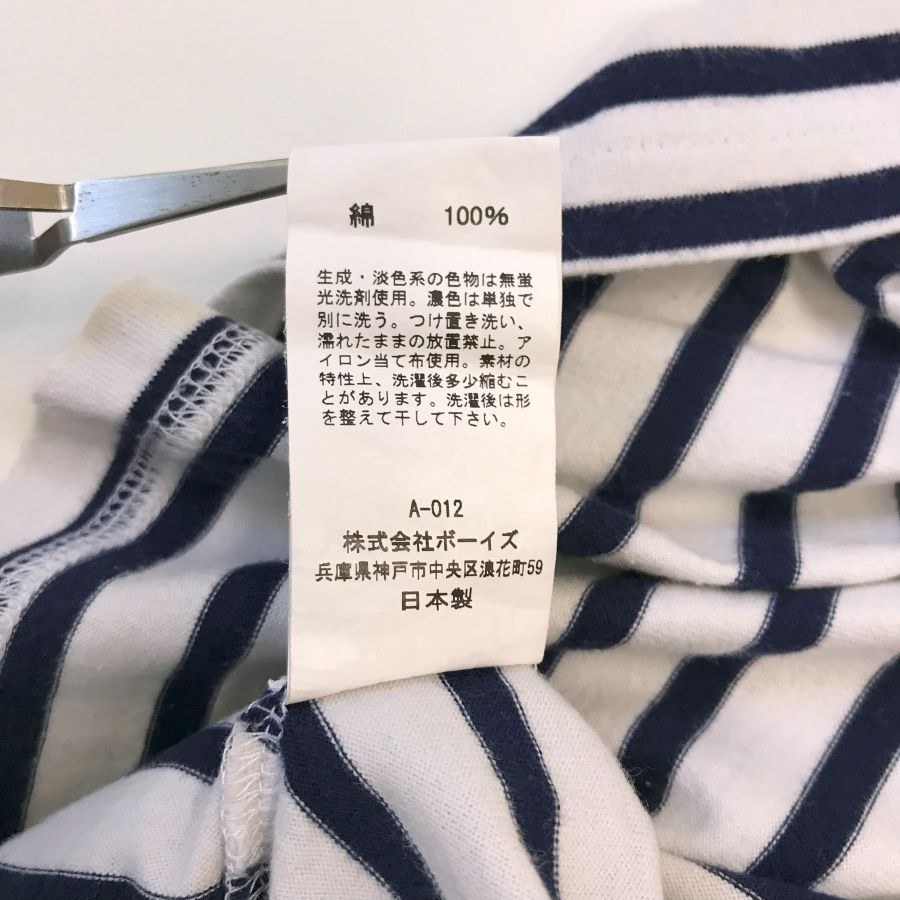 綿 100%
生成・淡色系の色物は無蛍
光洗剤使用。濃色は単独で
別に洗う。つけ置き洗い、
濡れたままの放置禁止。ア
イロン当て布使用。素材の
特性上、洗濯後多少縮むこ
とがあります。洗濯後は形
を整えて干して下さい。
A-012
株式会社ボーイズ
兵庫県神戸市中央区浪花町59
日本製